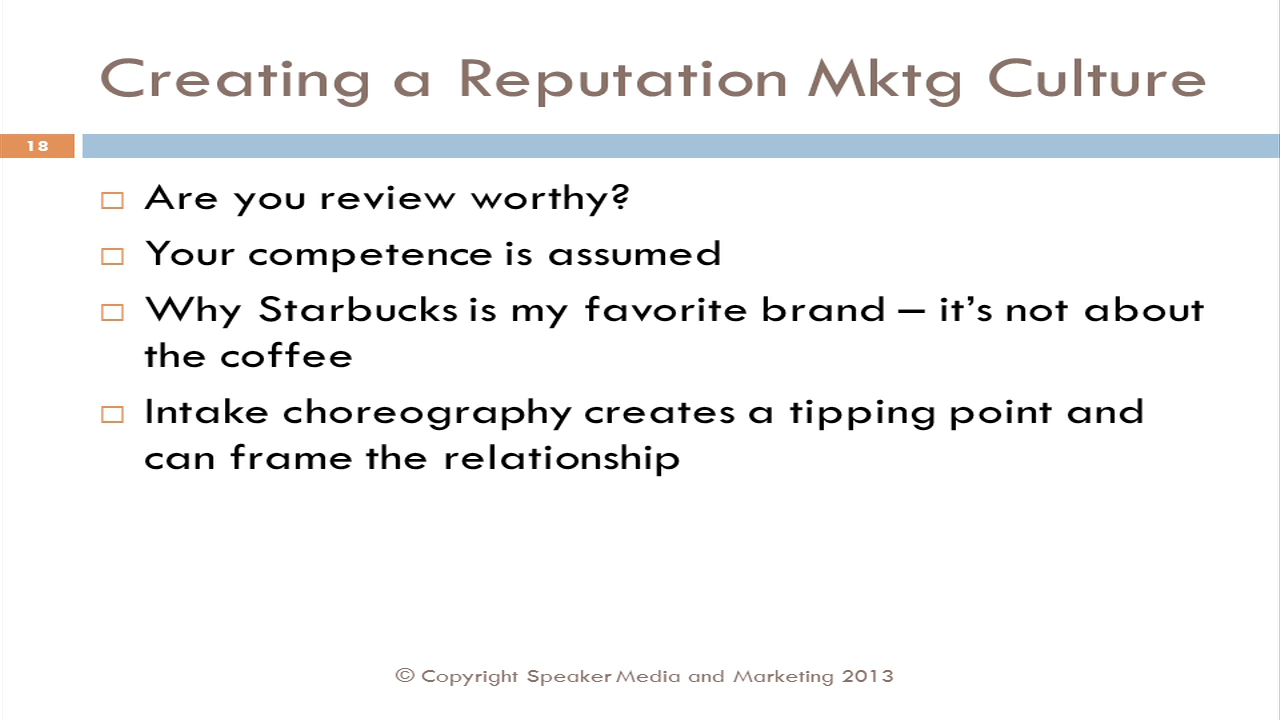 Creating a Reputation Mktg Culture
18
Are you review worthy?
Your competence is assumed
Why Starbucks is my favorite brand – it’s not about
the coffee
Intake choreography creates a tipping point and
can frame the relationship
© Copyright Speaker Media and Marketing 2013